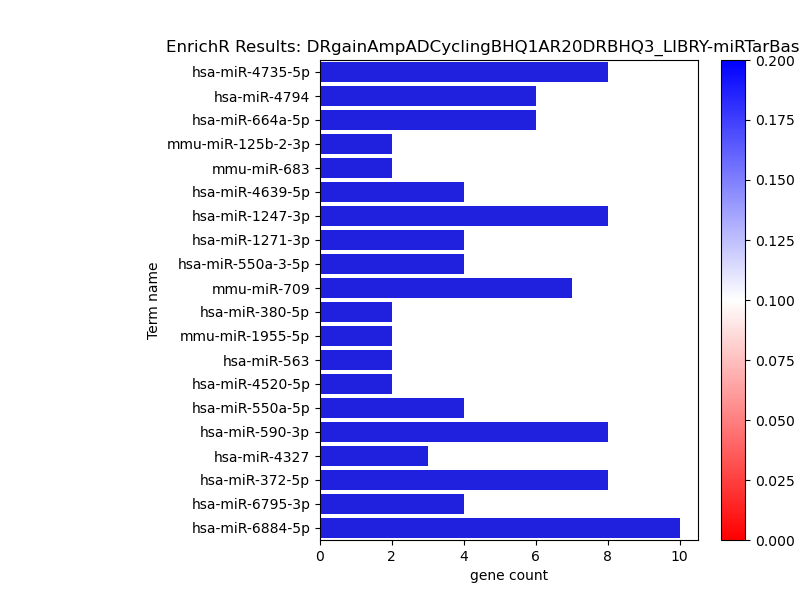 EnrichR Results: DRgainAmpADCyclingBHQ1AR20DRBHQ3_LIBRY-miRTarBas
hsa-miR-4735-5p
hsa-miR-4794
hsa-miR-664a-5p
mmu-miR-125b-2-3p
mmu-miR-683
hsa-miR-4639-5p
hsa-miR-1247-3p
hsa-miR-1271-3p
hsa-miR-550a-3-5p
mmu-miR-709
hsa-miR-380-5p
mmu-miR-1955-5p
hsa-miR-563
hsa-miR-4520-5p
hsa-miR-550a-5p
hsa-miR-590-3p
hsa-miR-4327
hsa-miR-372-5p
hsa-miR-6795-3p
hsa-miR-6884-5p
Term name
0 2 4 6 8 10
gene count
0.200
0.175
0.150
0.125
0.100
0.075
0.050
0.025
0.000